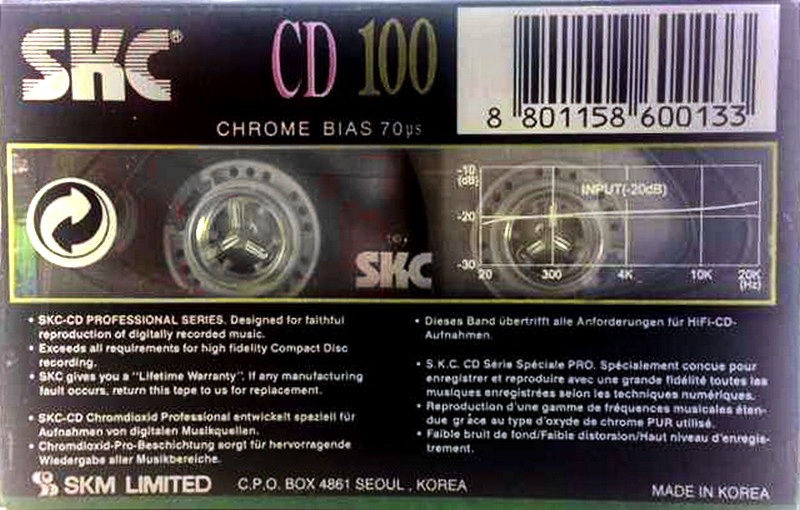 SKC®
CD 100
CHROME BIAS 70µs
8 801158 600133
-10
(dB)
INPUT(-20dB)
-20
-30
20 300 4K 10K 20K
(Hz)
SKC
• SKC-CD PROFESSIONAL SERIES. Designed for faithful
reproduction of digitally recorded music.
• Exceeds all requirements for high fidelity Compact Disc
recording.
• SKC gives you a "Lifetime Warranty". If any manufacturing
fault occurs, return this tape to us for replacement.
• SKC-CD Chromdioxid Professional entwickelt speziell für
Aufnahmen von digitalen Musikquellen.
• Chromdioxid-Pro-Beschichtung sorgt für hervorragende
Wiedergabe aller Musikbereiche.
• Dieses Band übertrifft alle Anforderungen für HiFi-CD-
Aufnahmen.
• S.K.C. CD Série Spéciale PRO. Spécialement concue pour
enregistrer et reproduire avec une grande fidélité toutes les
musiques enregistrées selon les techniques numériques.
• Reproduction d'une gamme de fréquences musicales éten-
due grâce au type d'oxyde de chrome PUR utilisé.
• Faible bruit de fond/Faible distorsion/Haut niveau d'enregis-
trement.
SKM LIMITED C.P.O. BOX 4861 SEOUL, KOREA
MADE IN KOREA